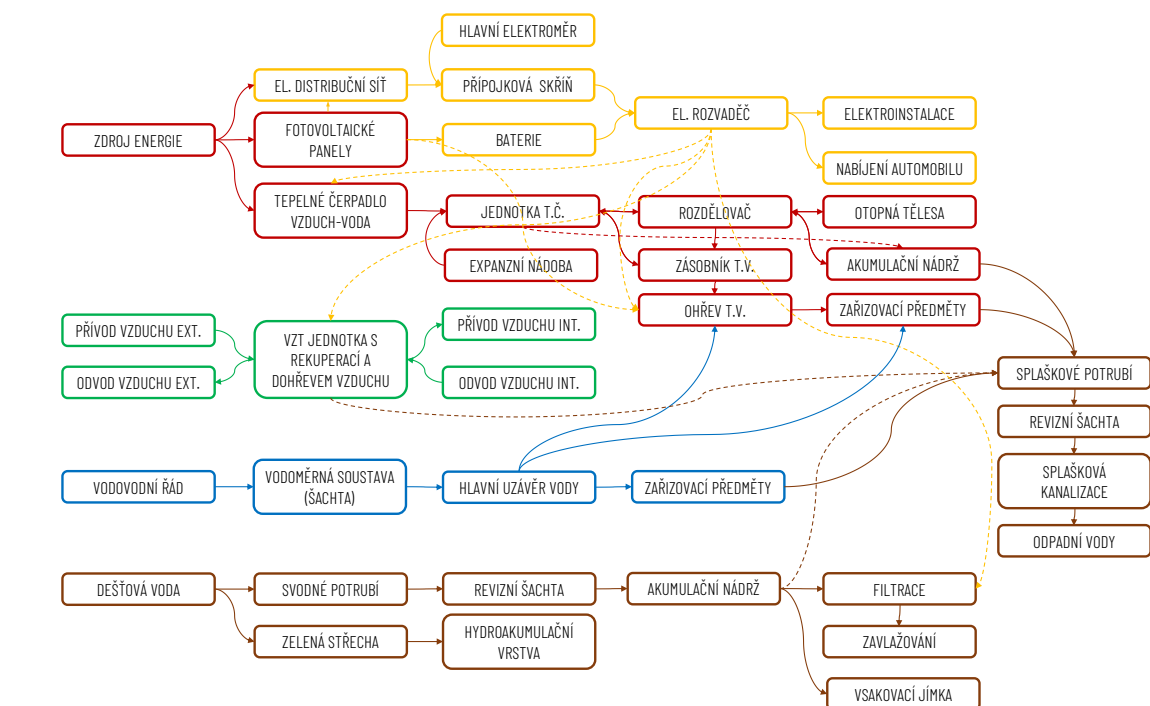 HLAVNÍ ELEKTROMĚR
EL. DISTRIBUČNÍ SÍŤ
PŘÍPOJKOVÁ SKŘÍŇ
EL. ROZVADĚČ
ELEKTROINSTALACE
ZDROJ ENERGIE
FOTOVOLTAICKÉ
PANELY
BATERIE
NABÍJENÍ AUTOMOBILU
TEPELNÉ ČERPADLO
VZDUCH-VODA
JEDNOTKA T.Č.
ROZDĚLOVAČ
OTOPNÁ TĚLESA
EXPANZNÍ NÁDOBA
ZÁSOBNÍK T.V.
AKUMULAČNÍ NÁDRŽ
OHŘEV T.V.
ZAŘIZOVACÍ PŘEDMĚTY
PŘÍVOD VZDUCHU EXT.
VZT JEDNOTKA S
REKUPERACÍ A
DOHŘEVEM VZDUCHU
PŘÍVOD VZDUCHU INT.
ODVOD VZDUCHU EXT.
ODVOD VZDUCHU INT.
SPLAŠKOVÉ POTRUBÍ
REVIZNÍ ŠACHTA
SPLAŠKOVÁ
KANALIZACE
ODPADNÍ VODY
VODOVODNÍ ŘÁD
VODOMĚRNÁ SOUSTAVA
(ŠACHTA)
HLAVNÍ UZÁVĚR VODY
ZAŘIZOVACÍ PŘEDMĚTY
DEŠŤOVÁ VODA
SVODNÉ POTRUBÍ
REVIZNÍ ŠACHTA
AKUMULAČNÍ NÁDRŽ
FILTRACE
ZELENÁ STŘECHA
HYDROAKUMULAČNÍ
VRSTVA
ZAVLAŽOVÁNÍ
VSAKOVACÍ JÍMKA